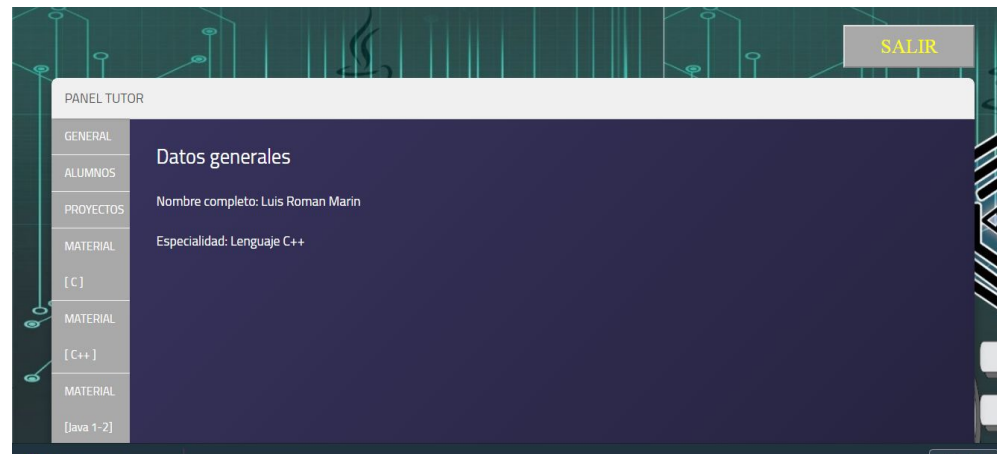 SALIR
PANEL TUTOR
GENERAL
ALUMNOS
PROYECTOS
MATERIAL
[ C ]
MATERIAL
[ C++ ]
MATERIAL
[Java 1-2]
Datos generales
Nombre completo: Luis Roman Marin
Especialidad: Lenguaje C++